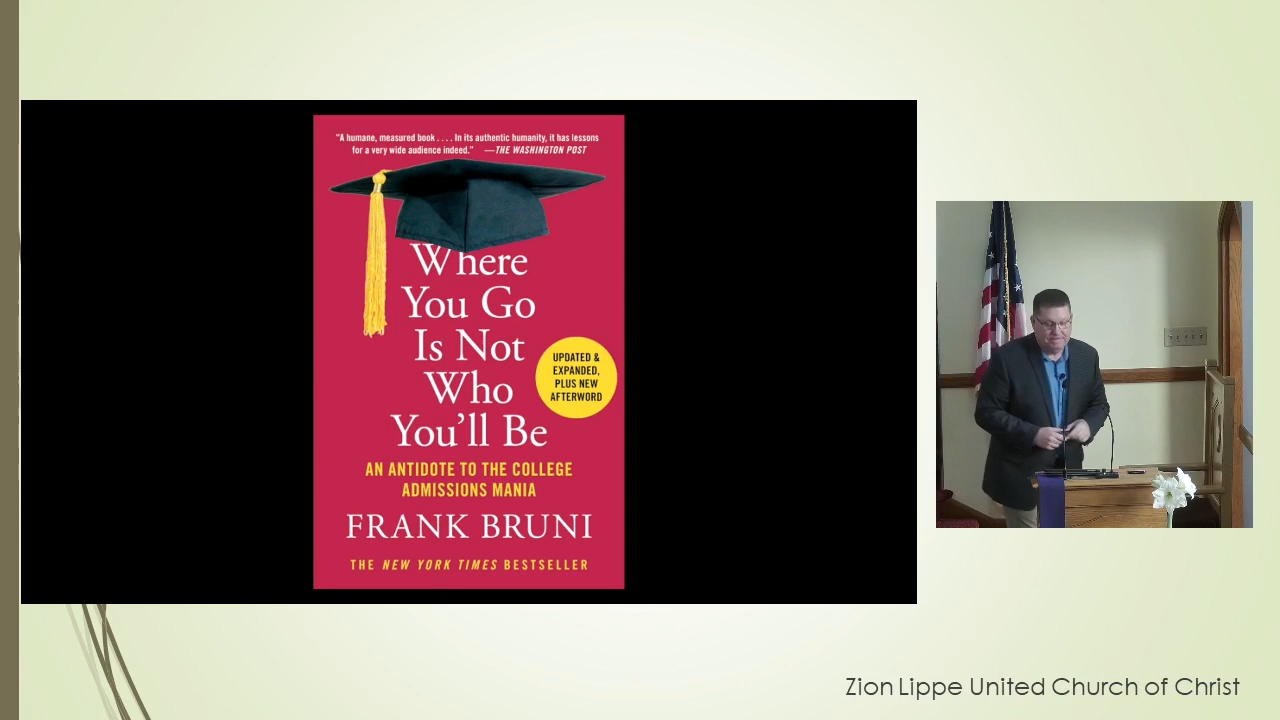 "A humane, measured book . . . . In its authentic humanity, it has lessons
for a very wide audience indeed." —THE WASHINGTON POST
Where
You Go
Is Not
Who
You'll Be
UPDATED &
EXPANDED,
PLUS NEW
AFTERWORD
AN ANTIDOTE TO THE COLLEGE
ADMISSIONS MANIA
FRANK BRUNI
THE NEW YORK TIMES BESTSELLER
Zion Lippe United Church of Christ